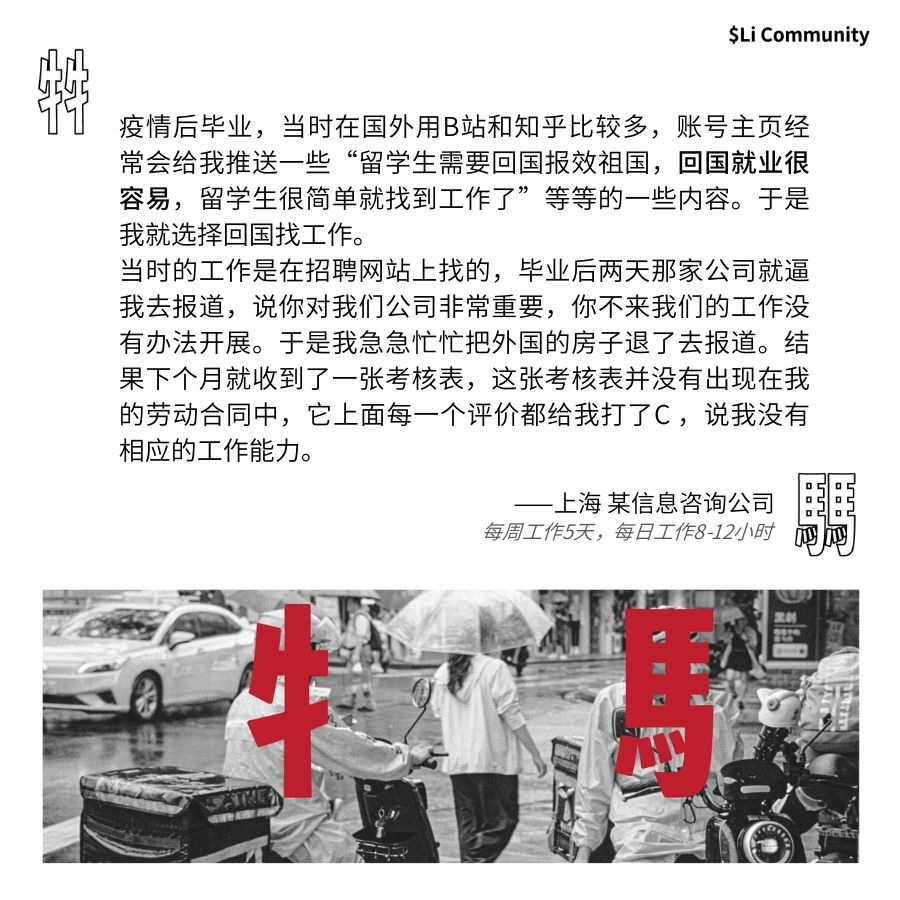 $Li Community
牜牜
疫情后毕业，当时在国外用B站和知乎比较多，账号主页经
常会给我推送一些“留学生需要回国报效祖国，回国就业很
容易，留学生很简单就找到工作了”等等的一些内容。于是
我就选择回国找工作。
当时的工作是在招聘网站上找的，毕业后两天那家公司就逼
我去报道，说你对我们公司非常重要，你不来我们的工作没
有办法开展。于是我急急忙忙把外国的房子退了去报道。结
果下个月就收到了一张考核表，这张考核表并没有出现在我
的劳动合同中，它上面每一个评价都给我打了C ，说我没有
相应的工作能力。
——上海 某信息咨询公司
每周工作5天，每日工作8-12小时
馬馬
牜 馬